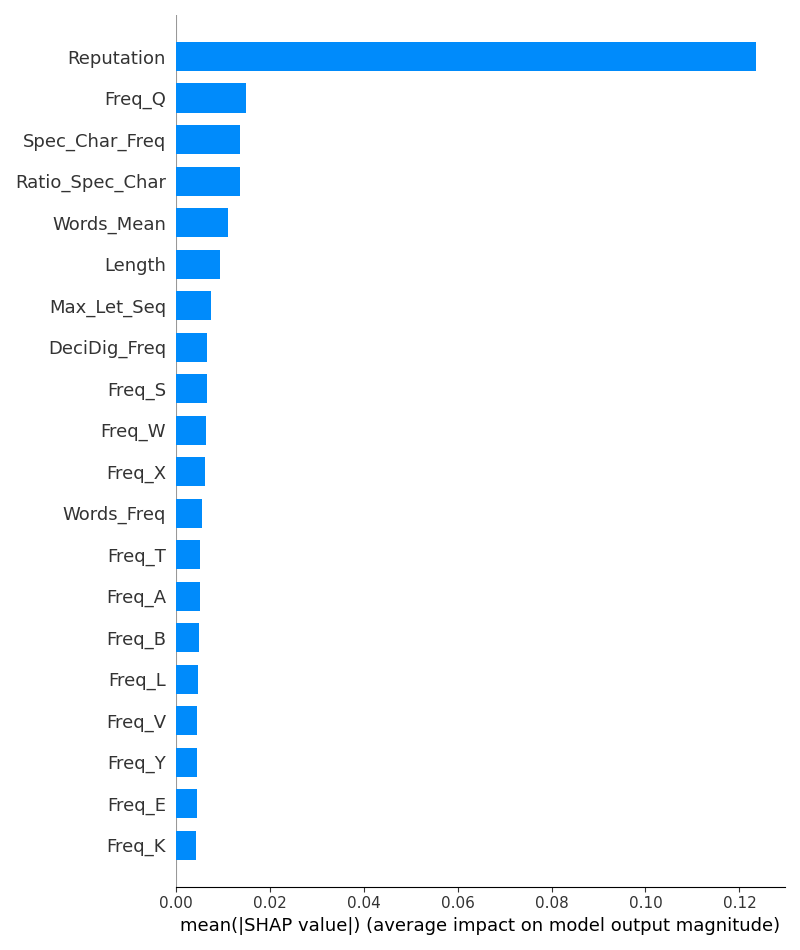 Reputation
Freq_Q
Spec_Char_Freq
Ratio_Spec_Char
Words_Mean
Length
Max_Let_Seq
DeciDig_Freq
Freq_S
Freq_W
Freq_X
Words_Freq
Freq_T
Freq_A
Freq_B
Freq_L
Freq_V
Freq_Y
Freq_E
Freq_K
0.00 0.02 0.04 0.06 0.08 0.10 0.12
mean(|SHAP value|) (average impact on model output magnitude)